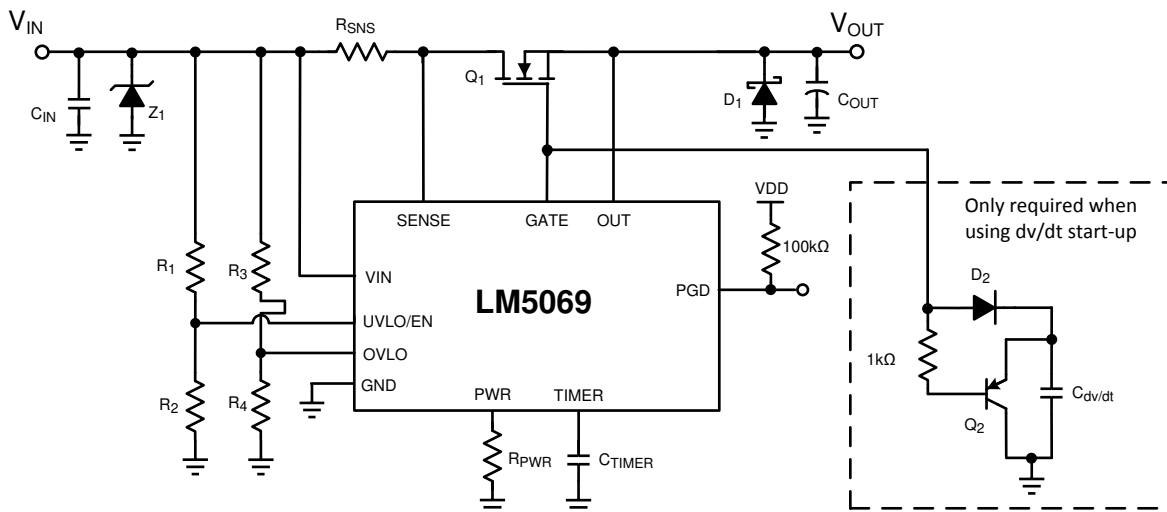 VIN
VOUT
RSNS
Q1
CIN
Z1
D1
COUT
SENSE
GATE
OUT
VDD
100kΩ
Only required when
using dv/dt start-up
R1
R3
VIN
LM5069
PGD
D2
UVLO/EN
1kΩ
OVLO
GND
R2
R4
PWR
TIMER
Q2
Cdv/dt
RPWR
CTIMER